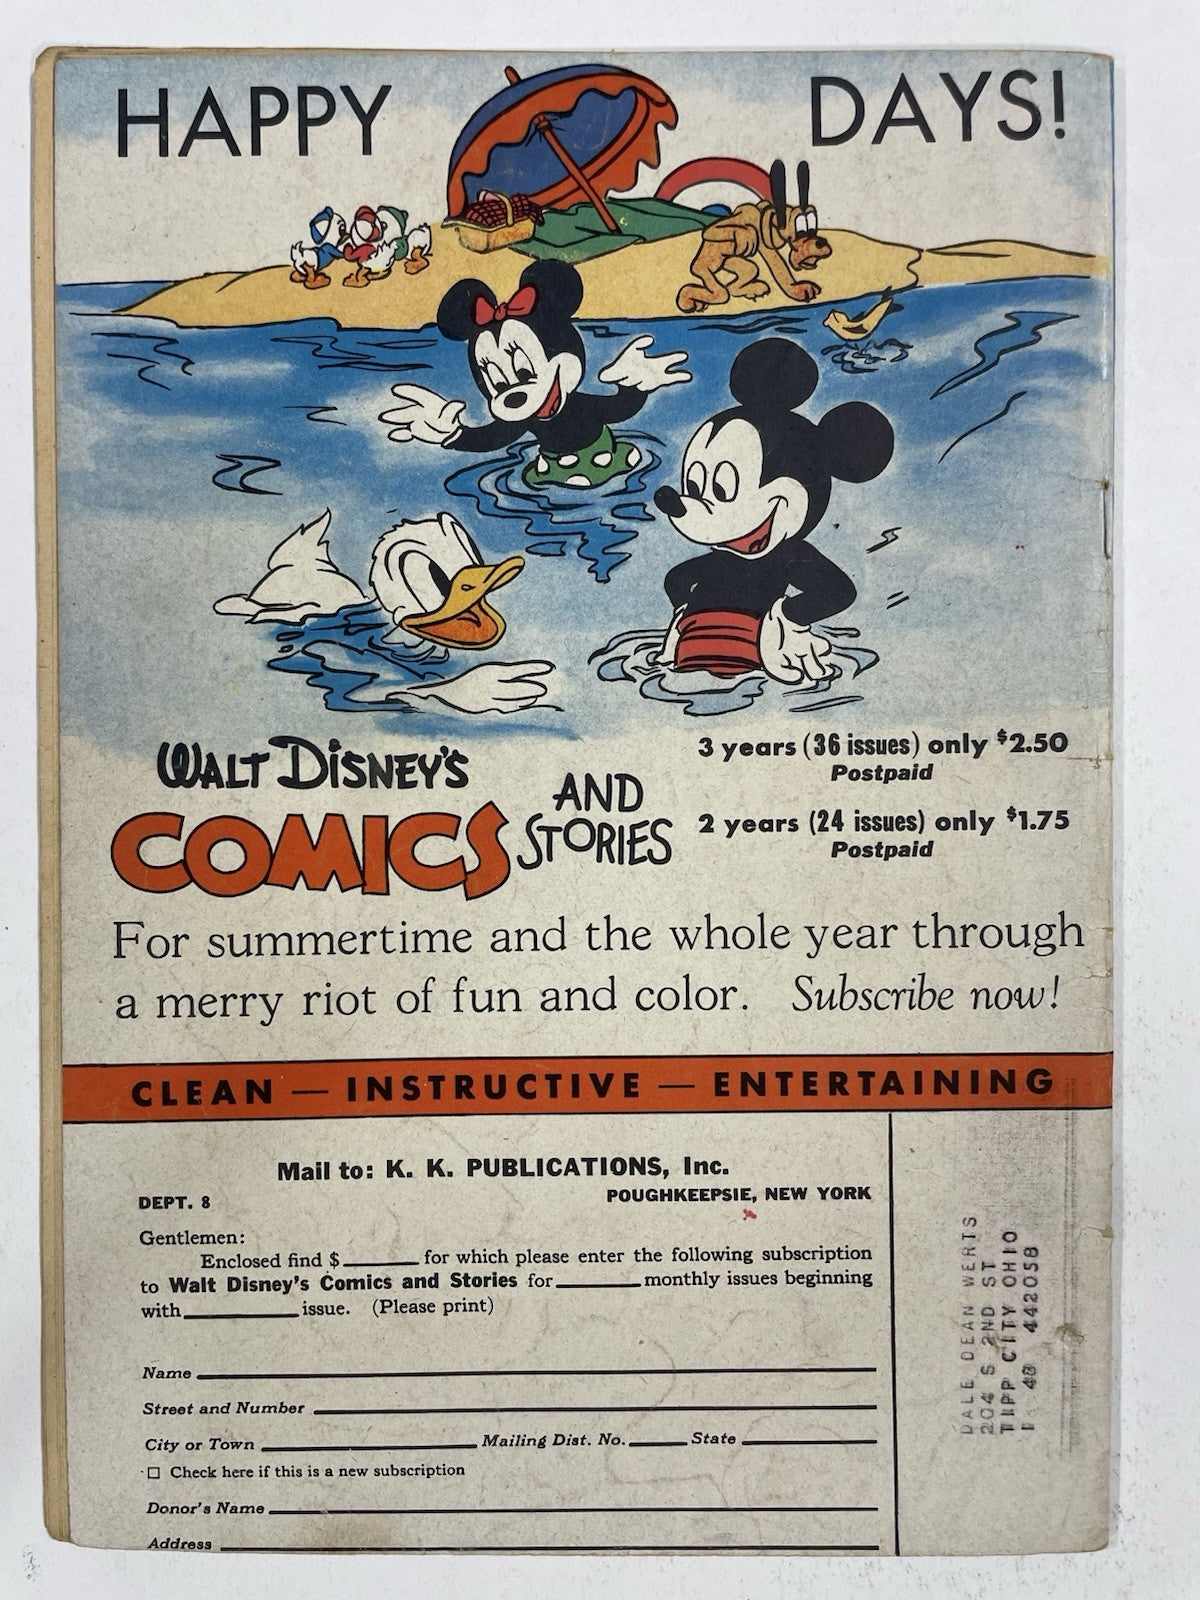 HAPPY DAYS!
WALT DISNEY'S
COMICS AND STORIES
3 years (36 issues) only $2.50
Postpaid
2 years (24 issues) only $1.75
Postpaid
For summertime and the whole year through
a merry riot of fun and color. Subscribe now!
CLEAN — INSTRUCTIVE — ENTERTAINING
Mail to: K. K. PUBLICATIONS, Inc.
DEPT. 8 POUGHKEEPSIE, NEW YORK
Gentlemen:
Enclosed find $ for which please enter the following subscription
to Walt Disney's Comics and Stories for monthly issues beginning
with issue. (Please print)
Name
Street and Number
City or Town Mailing Dist. No. State
Check here if this is a new subscription
Donor's Name
Address
DALE DEAN WERTS
204 S 2ND ST
TIPP CITY OHIO
48 442058